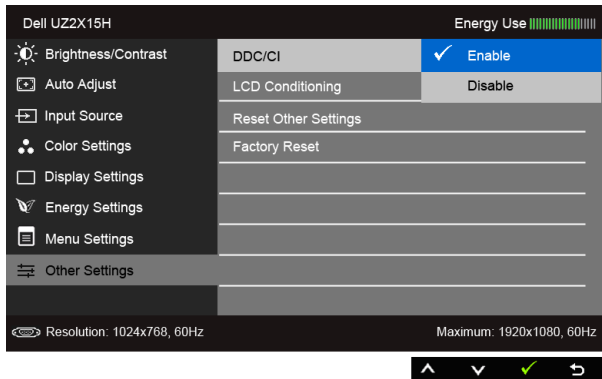 Dell UZ2X15H Energy Use
Brightness/Contrast DDC/CI Enable
Auto Adjust LCD Conditioning Disable
Input Source Reset Other Settings
Color Settings Factory Reset
Display Settings
Energy Settings
Menu Settings
Other Settings
Resolution: 1024x768, 60Hz Maximum: 1920x1080, 60Hz